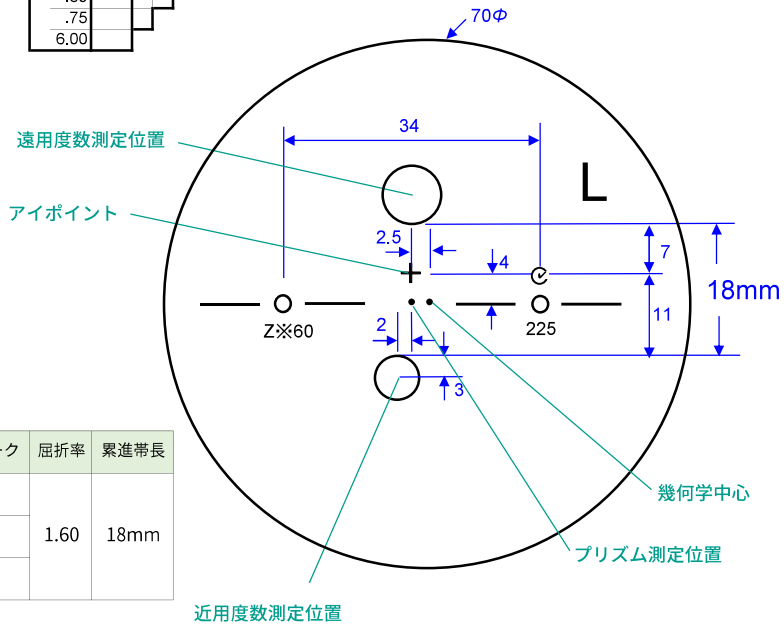 .75
6.00
70Φ
遠用度数測定位置
34
L
アイポイント
2.5
4
7
18mm
Z※60
225
11
2
3
ーク
屈折率
累進帯長
1.60
18mm
幾何学中心
プリズム測定位置
近用度数測定位置